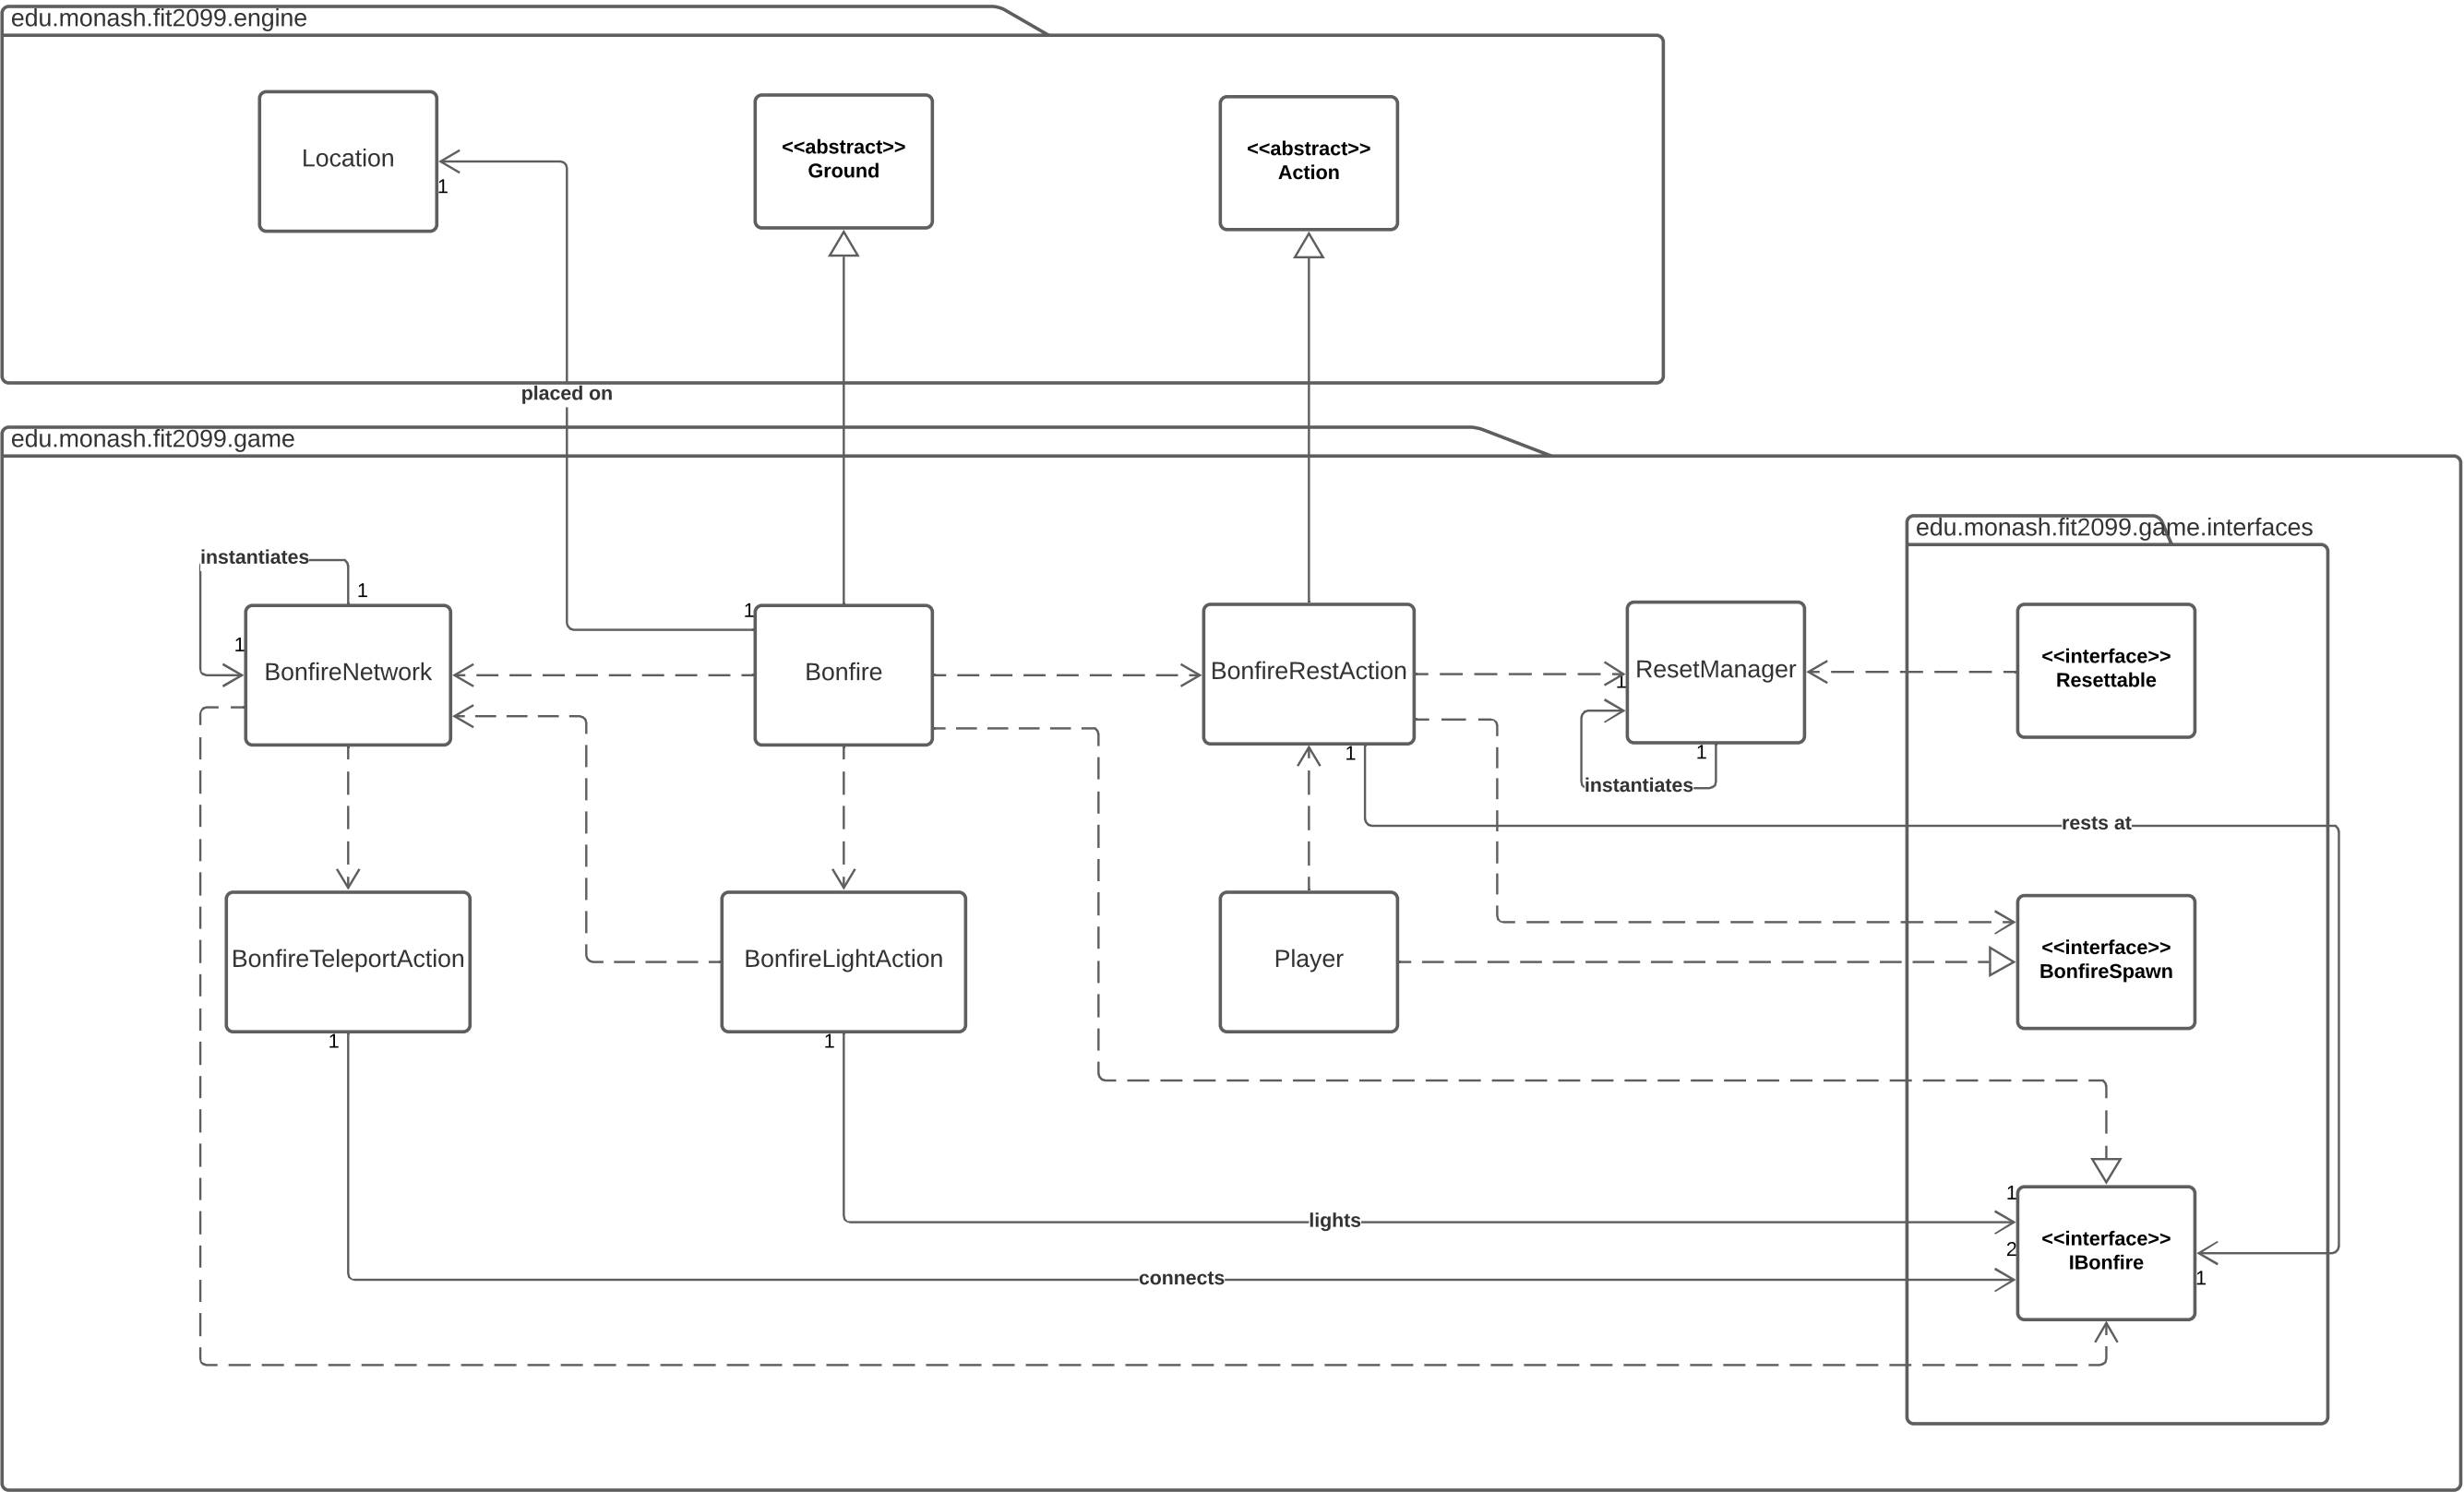 edu.monash.fit2099.engine
Location
<<abstract>>
Ground
<<abstract>>
Action
1
placed on
edu.monash.fit2099.game
edu.monash.fit2099.game.interfaces
instantiates
1
1
1
BonfireNetwork
Bonfire
BonfireRestAction
1
ResetManager
<<interface>>
Resettable
1
1
instantiates
rests at
BonfireTeleportAction
BonfireLightAction
Player
<<interface>>
BonfireSpawn
1
1
1
lights
2
<<interface>>
IBonfire
connects
1